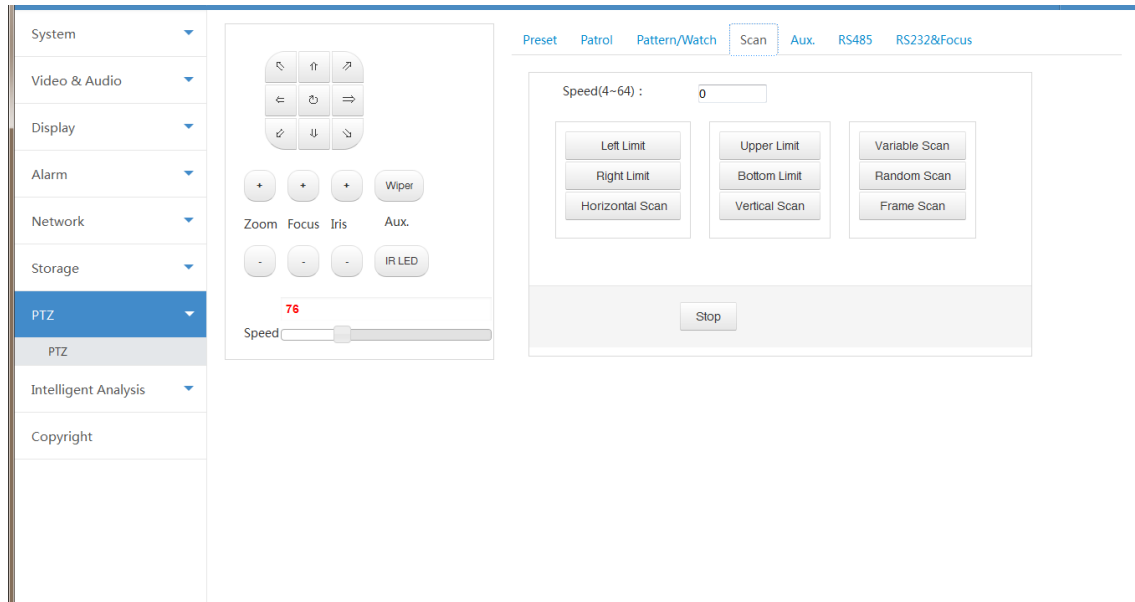 System
Video & Audio
Display
Alarm
Network
Storage
PTZ
PTZ
Intelligent Analysis
Copyright
+ + + Wiper
Zoom Focus Iris Aux.
- - - IR LED
76
Speed
Preset Patrol Pattern/Watch Scan Aux. RS485 RS232&Focus
Speed(4~64) : 0
Left Limit Upper Limit Variable Scan
Right Limit Bottom Limit Random Scan
Horizontal Scan Vertical Scan Frame Scan
Stop